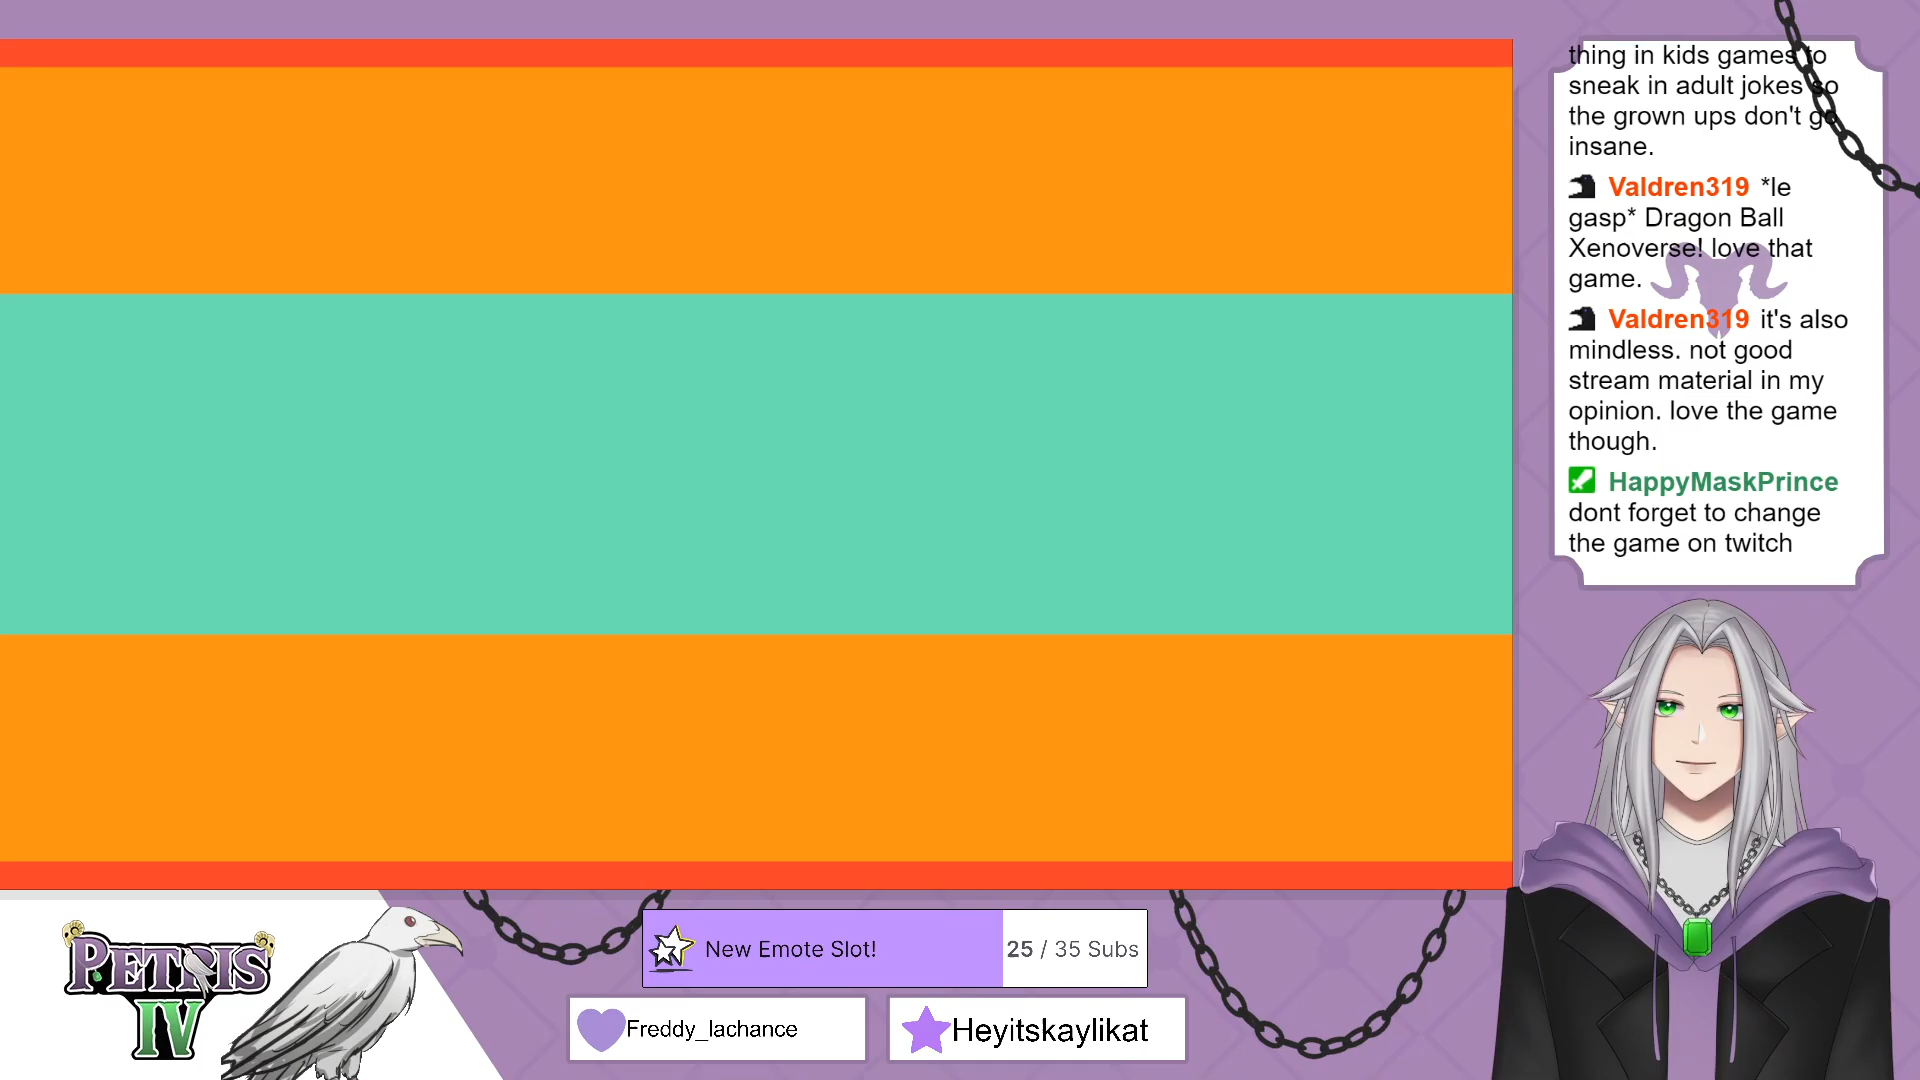 thing in kids games to
sneak in adult jokes so
the grown ups don't go
insane.
Valdren319 *le
gasp* Dragon Ball
Xenoverse! love that
game.
Valdren319 it's also
mindless. not good
stream material in my
opinion. love the game
though.
HappyMaskPrince
dont forget to change
the game on twitch
PETRIS
IV
New Emote Slot!
25 / 35 Subs
Freddy_lachance
Heyitskaylikat